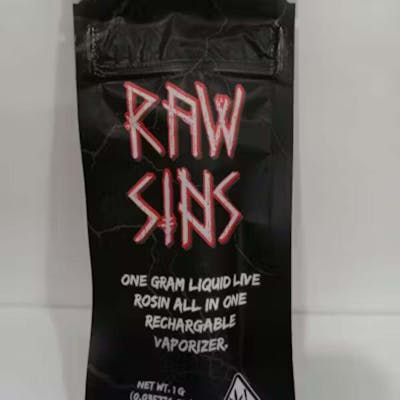 RAW
SINS
ONE GRAM LIQUID LIVE
ROSIN ALL IN ONE
RECHARGABLE
VAPORIZER.
NET WT. 1 G